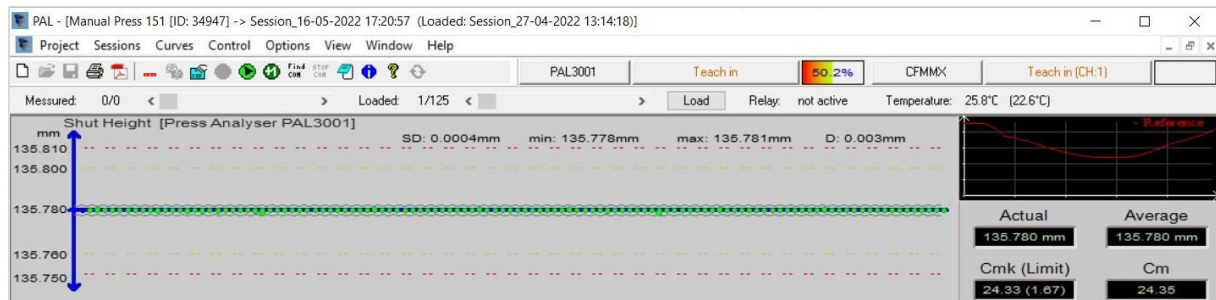 PAL - [Manual Press 151 [ID: 34947] -> Session_16-05-2022 17:20:57 (Loaded: Session_27-04-2022 13:14:18)]
Project Sessions Curves Control Options View Window Help
Find COM STOP COM PAL3001 Teach in 50.2% CFMMX Teach in (CH:1)
Messured: 0/0 < > Loaded: 1/125 < > Load Relay: not active Temperature: 25.8°C (22.6°C)
Shut Height [Press Analyser PAL3001]
SD: 0.0004mm min: 135.778mm max: 135.781mm D: 0.003mm
- Reference
mm
135.810
135.800
135.780
135.760
135.750
Actual Average
135.780 mm 135.780 mm
Cmk (Limit) Cm
24.33 (1.67) 24.35